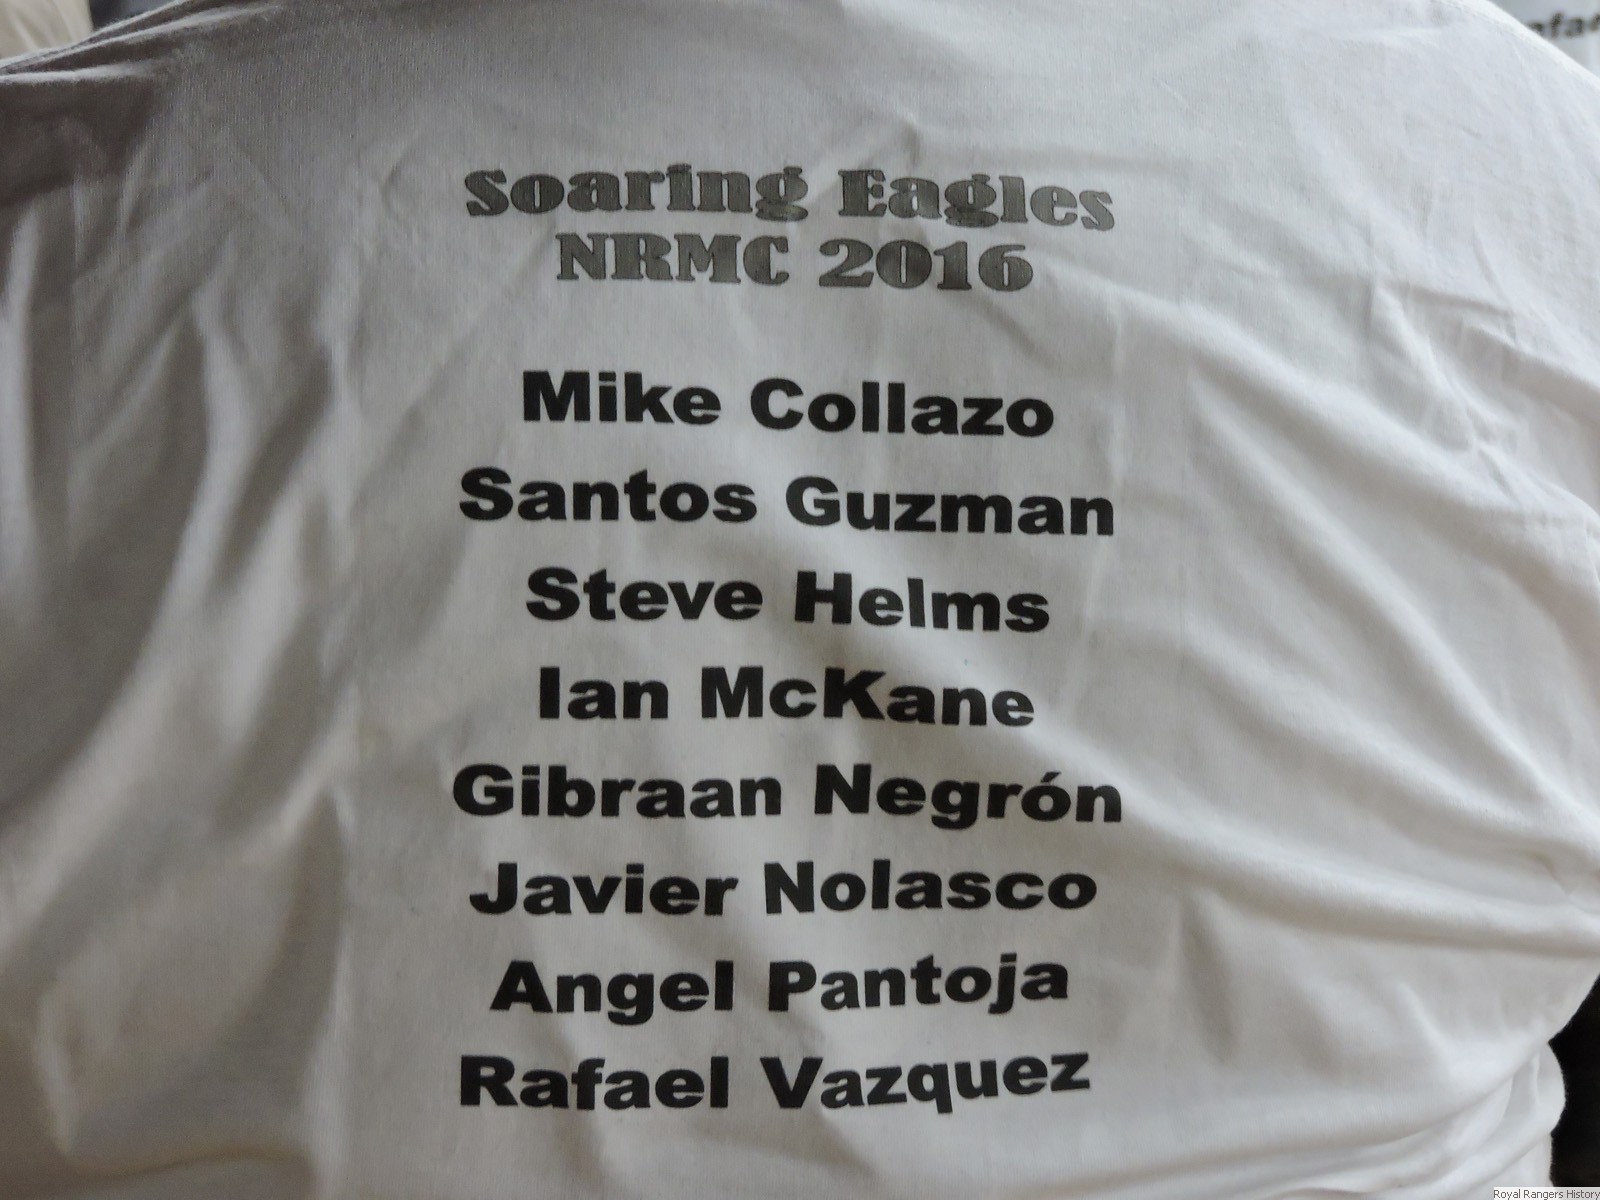 Soaring Eagles
NRMC 2016
Mike Collazo
Santos Guzman
Steve Helms
Ian McKane
Gibraan Negrón
Javier Nolasco
Angel Pantoja
Rafael Vazquez
Royal Rangers History